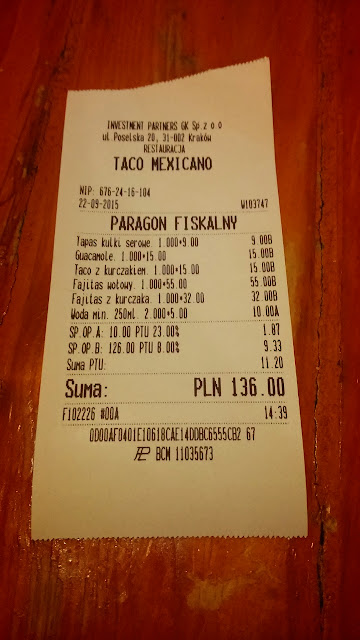 INVESTMENT PARTNERS GK Sp.z o.o
ul. Poselska 20, 31-002 Kraków
RESTAURACJA
TACO MEXICANO
NIP: 676-24-16-104
22-09-2015 W103747
PARAGON FISKALNY
Tapas kulki serowe. 1.000*9.00 9.00B
Guacamole. 1.000*15.00 15.00B
Taco z kurczakiem. 1.000*15.00 15.00B
Fajitas wołowy. 1.000*55.00 55.00B
Fajitas z kurczaka. 1.000*32.00 32.00B
Woda min. 250ml. 2.000*5.00 10.00A
SP.OP.A: 10.00 PTU 23.00% 1.87
SP.OP.B: 126.00 PTU 8.00% 9.33
Suma PTU: 11.20
Suma: PLN 136.00
F102226 #00A 14:39
0D00AF0401E10618CAE14DDBC6555CB2 67
BCM 11035673